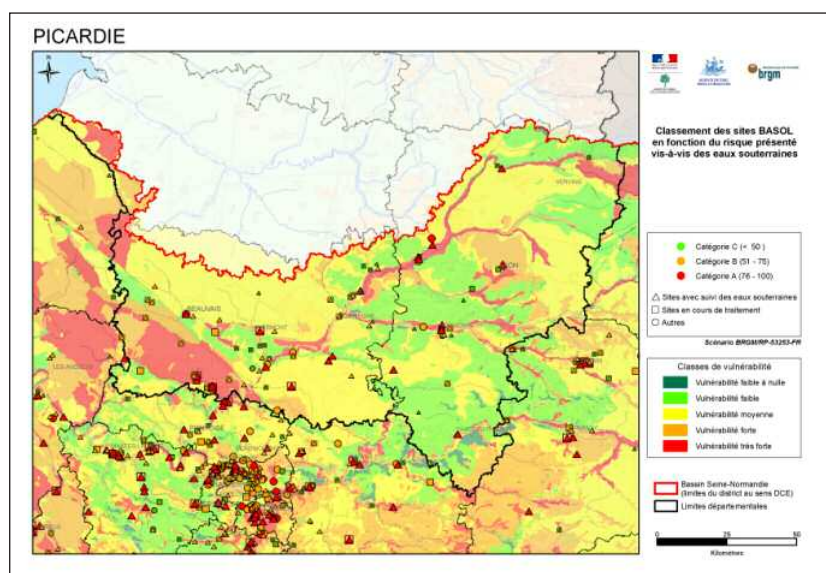 PICARDIE
brgm
Classement des sites BASOL
en fonction du risque présenté
vis-à-vis des eaux souterraines
Catégorie C (< 50 )
Catégorie B (51 - 75)
Catégorie A (76 - 100)
Sites avec suivi des eaux souterraines
Sites en cours de traitement
Autres
Scénario BRGM/RP-53253-FR
Classes de vulnérabilité
Vulnérabilité faible à nulle
Vulnérabilité faible
Vulnérabilité moyenne
Vulnérabilité forte
Vulnérabilité très forte
Bassin Seine-Normandie
(limites du district au sens DCE)
Limites départementales
0 25 50
Kilomètres
VERVINS
BEAUVAIS